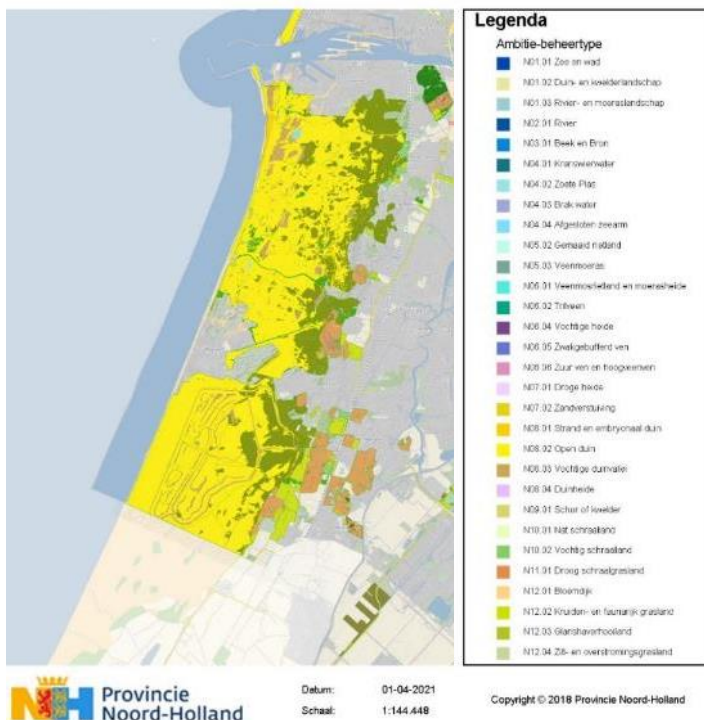 Legenda
Ambitie-beheertype
N01.01 Zee en wad
N01.02 Duin- en kwelderlandschap
N01.03 Rivier- en moeraslandschap
N02.01 Rivier
N03.01 Beek en Bron
N04.01 Kranswierwater
N04.02 Zoete Plas
N04.03 Brak water
N04.04 Afgesloten zeearm
N05.02 Gemaaid rietland
N05.03 Veenmoeras
N06.01 Veenmosrietland en moerasheide
N06.02 Trilveen
N06.04 Vochtige heide
N06.05 Zwakgebufferd ven
N06.06 Zuur ven en hoogveenven
N07.01 Droge heide
N07.02 Zandverstuiving
N08.01 Strand en embryonaal duin
N08.02 Open duin
N08.03 Vochtige duinvallei
N08.04 Duinheide
N09.01 Schor of kwelder
N10.01 Nat schraalland
N10.02 Vochtig schraalland
N11.01 Droog schraalgrasland
N12.01 Bloemdijk
N12.02 Kruiden- en faunarijk grasland
N12.03 Glanshaverhooiland
N12.04 Zilt- en overstromingsgrasland
Provincie
Noord-Holland
Datum: 01-04-2021
Schaal: 1:144.448
Copyright © 2018 Provincie Noord-Holland